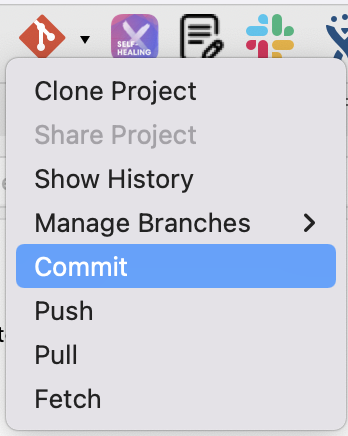 SELF-
HEALING
Clone Project
Share Project
Show History
Manage Branches
Commit
Push
Pull
Fetch